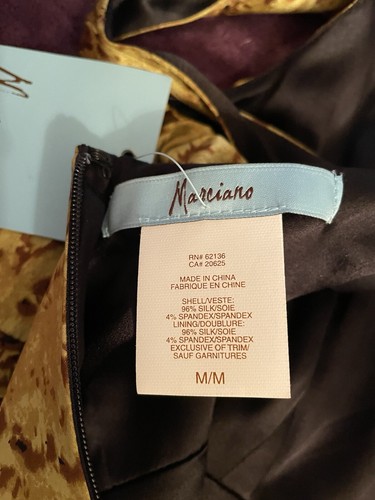 Marciano
RN# 62136
CA# 20625
MADE IN CHINA
FABRIQUE EN CHINE
SHELL/VESTE:
96% SILK/SOIE
4% SPANDEX/SPANDEX
LINING/DOUBLURE:
96% SILK/SOIE
4% SPANDEX/SPANDEX
EXCLUSIVE OF TRIM/
SAUF GARNITURES
M/M